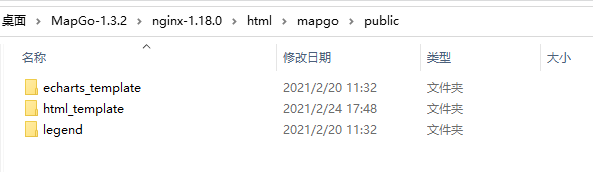 桌面 > MapGo-1.3.2 > nginx-1.18.0 > html > mapgo > public
名称 修改日期 类型 大小
echarts_template 2021/2/20 11:32 文件夹
html_template 2021/2/24 17:48 文件夹
legend 2021/2/20 11:32 文件夹